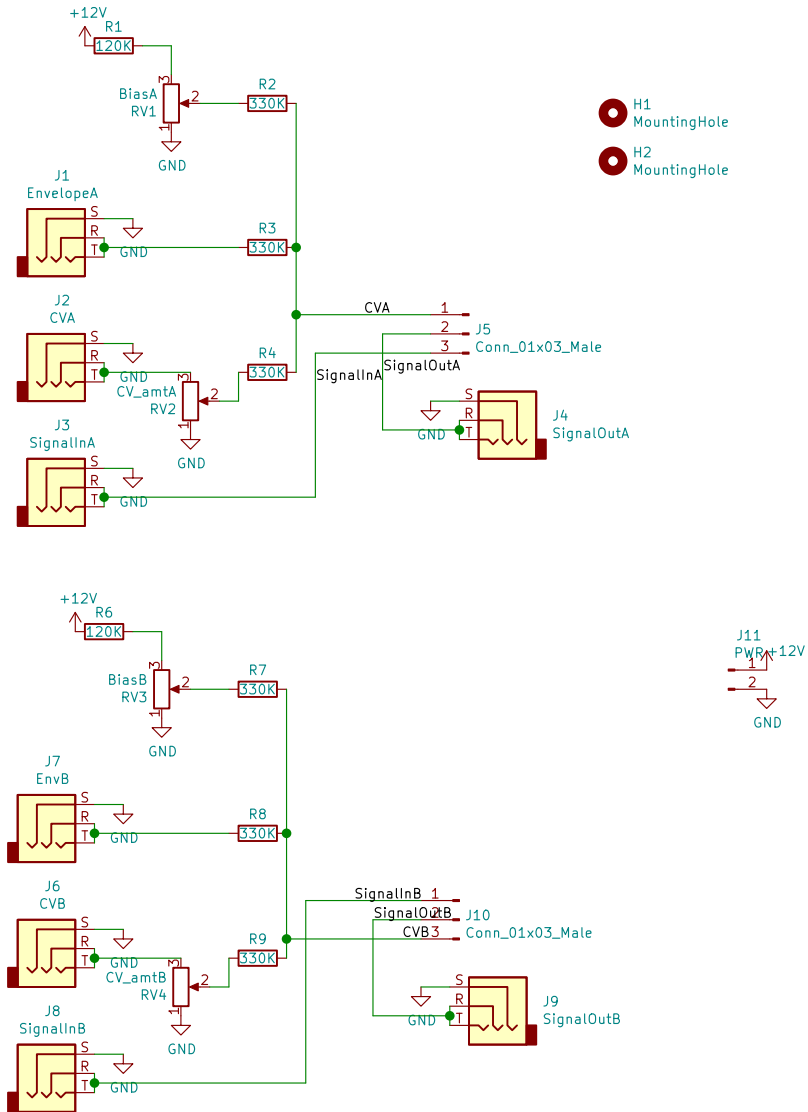 +12V
R1
120K
3
BiasA
RV1
2
1
GND
R2
330K
H1
MountingHole
H2
MountingHole
J1
EnvelopeA
S
R
T
GND
R3
330K
J2
CVA
S
R
T
GND
CV_amtA
RV2
3
2
1
GND
R4
330K
CVA
SignalInA
SignalOutA
1
2
3
J5
Conn_01x03_Male
J3
SignalInA
S
R
T
GND
S
R
T
GND
J4
SignalOutA
+12V
R6
120K
3
BiasB
RV3
2
1
GND
R7
330K
J11
PWR
+12V
1
2
GND
J7
EnvB
S
R
T
GND
R8
330K
J6
CVB
S
R
T
GND
CV_amtB
RV4
3
2
1
GND
R9
330K
SignalInB
1
SignalOutB
2
CVB
3
J10
Conn_01x03_Male
J8
SignalInB
S
R
T
GND
S
R
T
GND
J9
SignalOutB